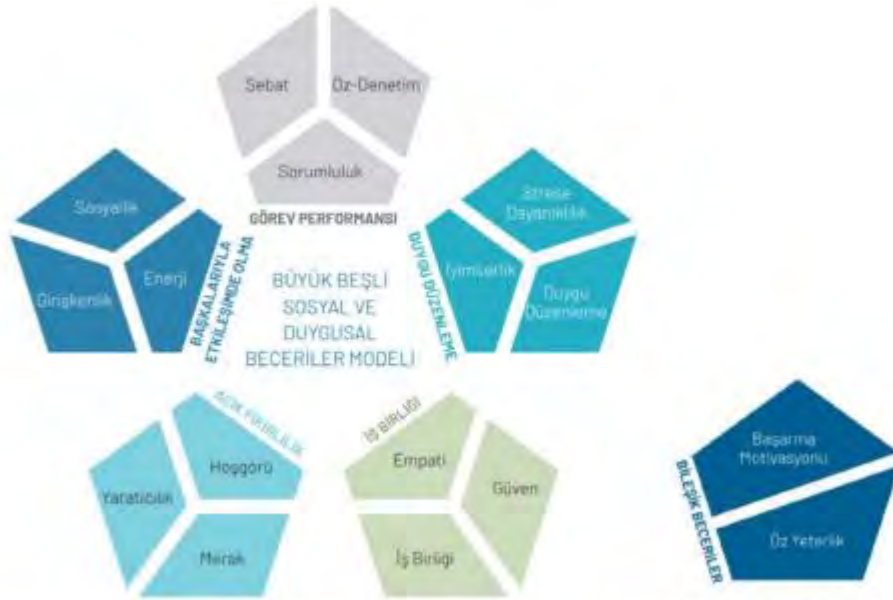 Sebat
Öz-Denetim
Sorumluluk
GÖREV PERFORMANSI
Sosyallik
Girişkenlik
Enerji
BAŞKALARIYLA
ETKİLEŞİMDE OLMA
BÜYÜK BEŞLİ
SOSYAL VE
DUYGUSAL
BECERİLER MODELİ
Strese
Dayanıklılık
İyimserlik
Duygu
Düzenleme
DUYGU DÜZENLEME
AÇIK FİKİRLİLİK
Hoşgörü
Yaratıcılık
Merak
İŞ BİRLİĞİ
Empati
Güven
İş Birliği
Başarma
Motivasyonu
Öz Yeterlik
BİLEŞİK BECERİLER